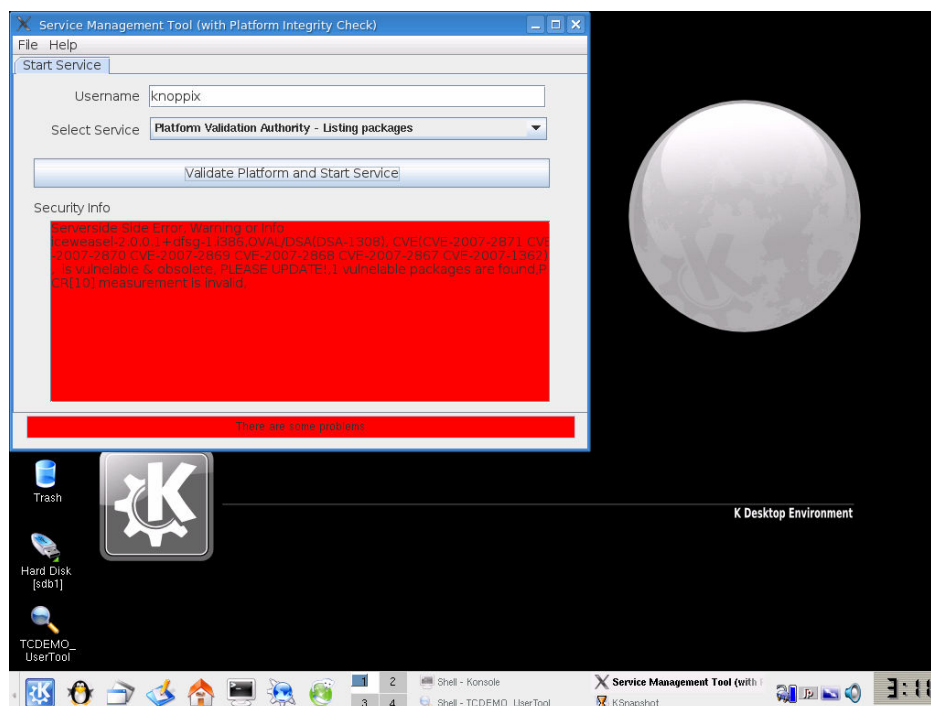 Service Management Tool (with Platform Integrity Check)
File Help
Start Service
Username knoppix
Select Service Platform Validation Authority - Listing packages
Validate Platform and Start Service
Security Info
Serverside Side Error, Warning or Info
iceweasel-2.0.0.1+dfsg-1.i386,OVAL/DSA(DSA-1308), CVE(CVE-2007-2871 CVE
-2007-2870 CVE-2007-2869 CVE-2007-2868 CVE-2007-2867 CVE-2007-1362)
, is vulnelable & obsolete, PLEASE UPDATE!,1 vulnelable packages are found,P
CR[10] measurement is invalid.
There are some problems
Trash
K Desktop Environment
Hard Disk
[sdb1]
TCDEMO_
UserTool
1 2 Shell - Konsole Service Management Tool (with
3 4 Shell - TCDEMO_UserTool KSnapshot